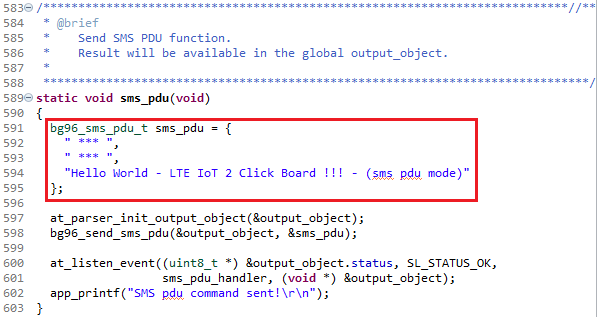 583 /*******************************************************************************//**
584  * @brief
585  *    Send SMS PDU function.
586  *    Result will be available in the global output_object.
587  *
588  ******************************************************************************/
589 static void sms_pdu(void)
590 {
591   bg96_sms_pdu_t sms_pdu = {
592     " *** ",
593     " *** ",
594     "Hello World - LTE IoT 2 Click Board !!! - (sms pdu mode)"
595   };
596
597   at_parser_init_output_object(&output_object);
598   bg96_send_sms_pdu(&output_object, &sms_pdu);
599
600   at_listen_event((uint8_t *) &output_object.status, SL_STATUS_OK,
601                   sms_pdu_handler, (void *) &output_object);
602   app_printf("SMS pdu command sent!\r\n");
603 }